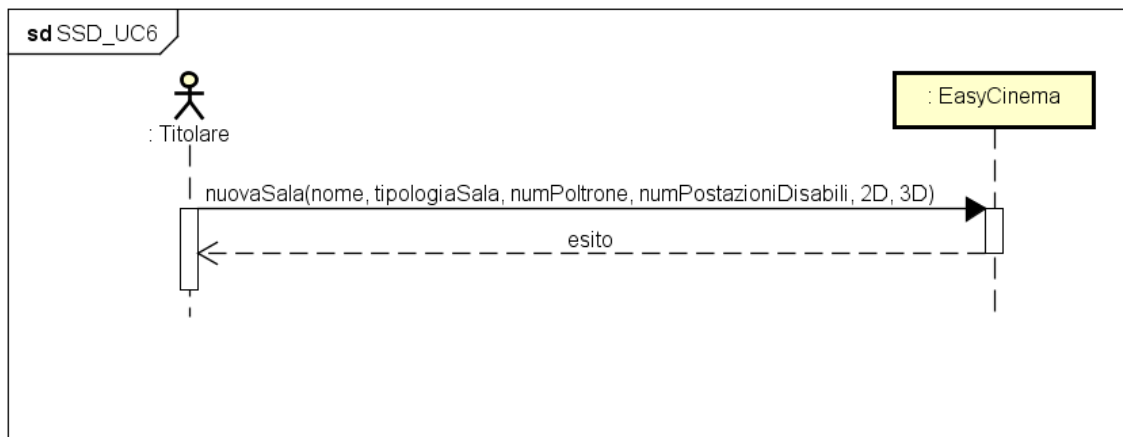 sd SSD_UC6
: Titolare
: EasyCinema
nuovaSala(nome, tipologiaSala, numPoltrone, numPostazioniDisabili, 2D, 3D)
esito